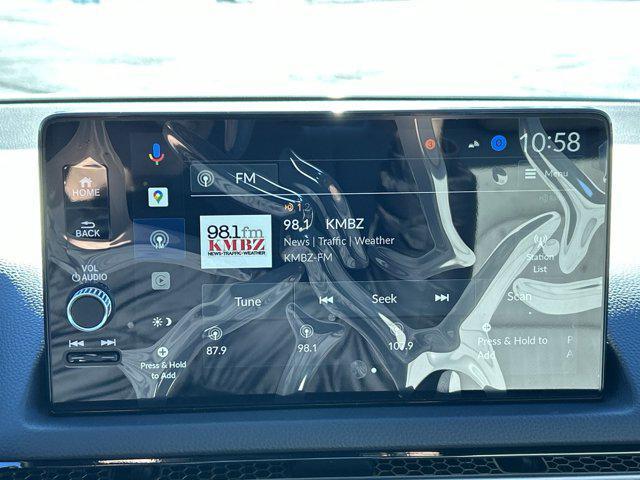 10:58
HOME
FM
Menu
BACK
98.1fm
KMBZ
NEWS•TRAFFIC•WEATHER
98.1 KMBZ
News | Traffic | Weather
KMBZ-FM
Station
List
VOL
AUDIO
Tune
Seek
Scan
87.9
98.1
107.9
Press & Hold to
Add
Press & Hold
to Add
P
A